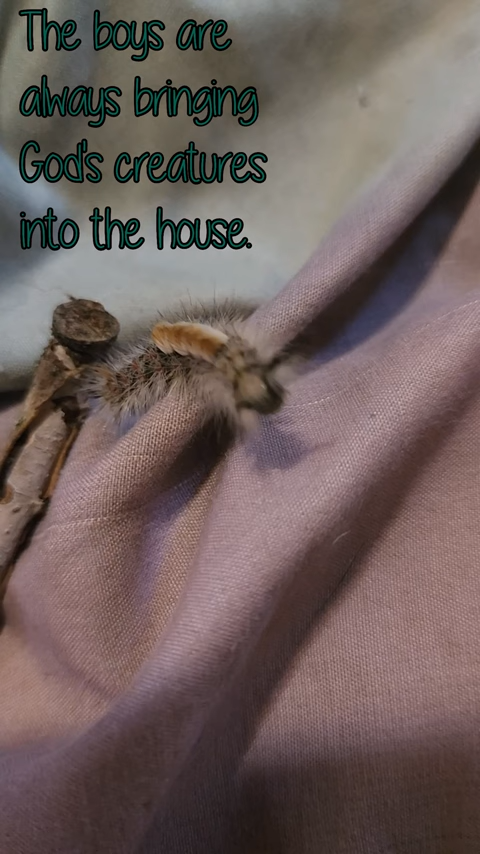 The boys are
always bringing
God's creatures
into the house.